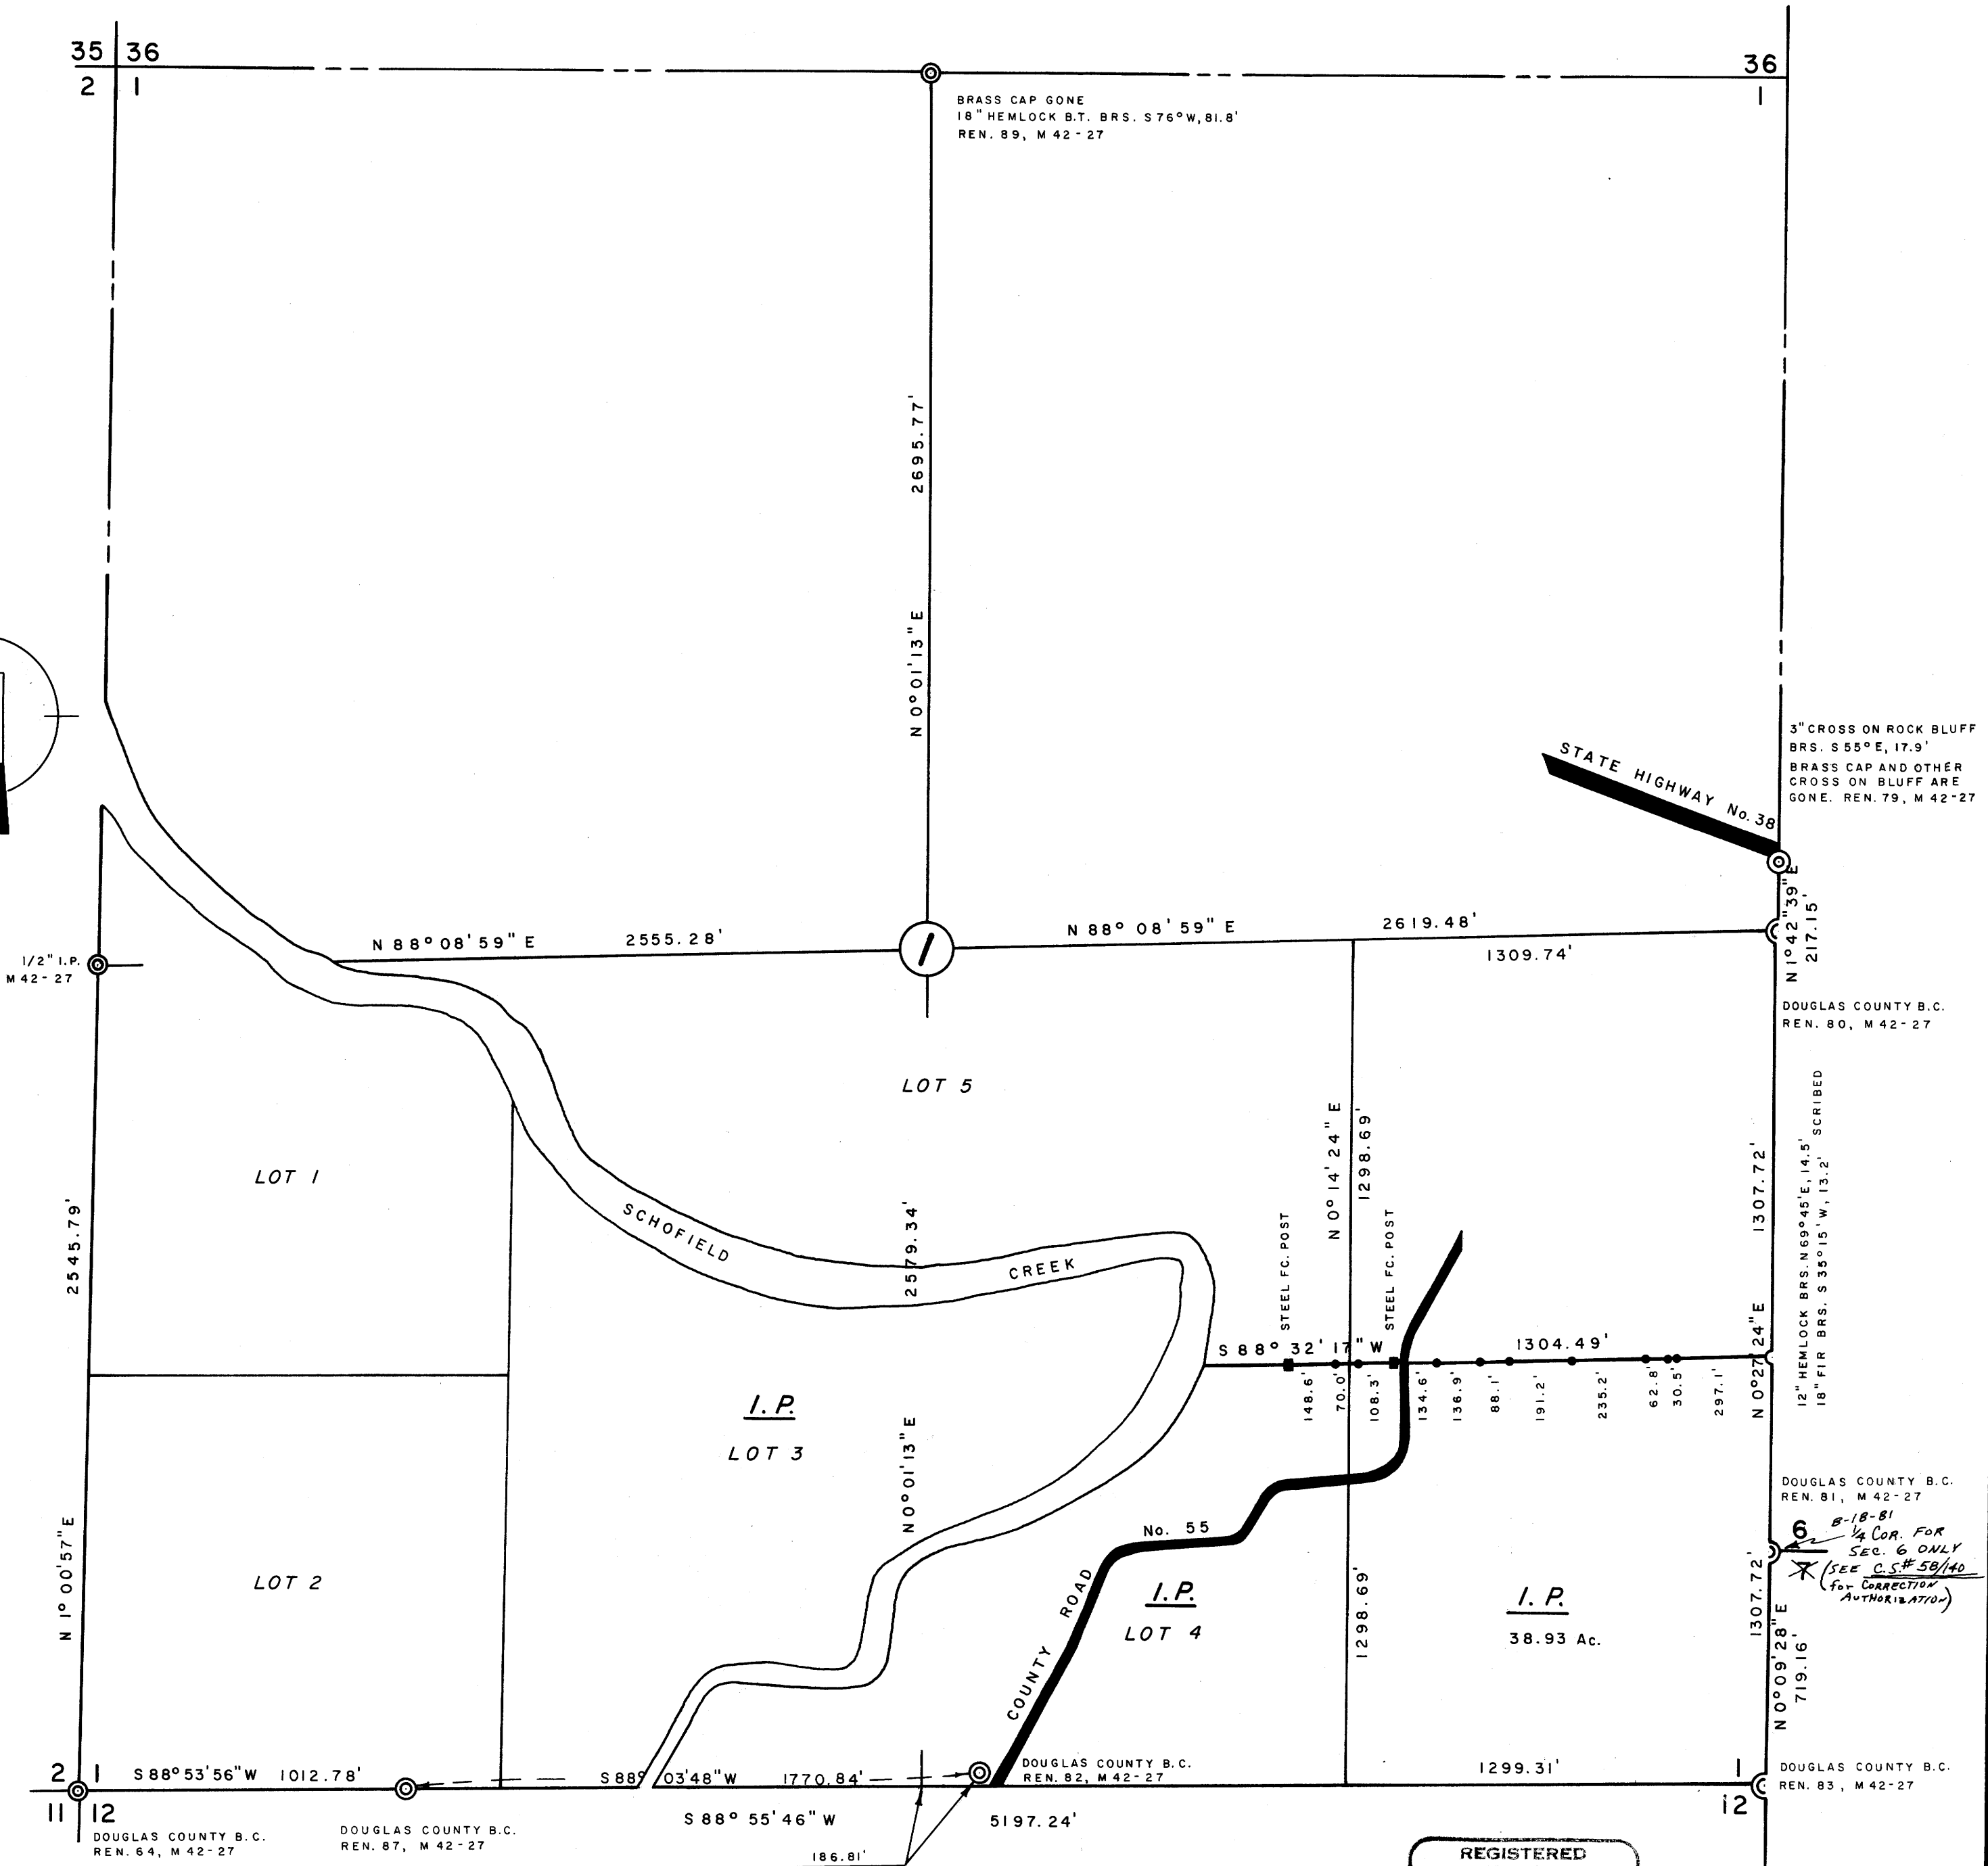 35 36
36
2 1
1
BRASS CAP GONE
18" HEMLOCK B.T. BRS. S76°W, 81.8'
REN. 89, M 42-27
2695.77'
N 0°01'13" E
STATE HIGHWAY No. 38
3" CROSS ON ROCK BLUFF
BRS. S 55° E, 17.9'
BRASS CAP AND OTHER
CROSS ON BLUFF ARE
GONE. REN. 79, M 42-27
N 1°42'39" E
217.15'
N 88° 08' 59" E
2555.28'
N 88° 08' 59" E
2619.48'
1309.74'
1
1/2" I.P.
M 42-27
DOUGLAS COUNTY B.C.
REN. 80, M 42-27
LOT 5
LOT 1
SCHOFIELD CREEK
2579.34'
N 0° 14' 24" E
1298.69'
STEEL FC. POST
STEEL FC. POST
1307.72'
12" HEMLOCK BRS. N 69°45' E, 14.5'
18" FIR BRS. S 35°15' W, 13.2'
SCRIBED
2545.79'
S 88° 32' 17" W
1304.49'
N 0°27'24" E
148.6'
70.0'
108.3'
134.6'
136.9'
88.1'
191.2'
235.2'
62.8'
30.5'
297.1'
I.P.
LOT 3
N 0°01'13" E
DOUGLAS COUNTY B.C.
REN. 81, M 42-27
N 1° 00' 57" E
LOT 2
No. 55
COUNTY ROAD
I.P.
LOT 4
1298.69'
I.P.
38.93 Ac.
6
8-18-81
1/4 COR. FOR
SEC. 6 ONLY
7
(SEE C.S.# 58/140
for CORRECTION
AUTHORIZATION)
1307.72'
N 0°09'28" E
719.16'
2 1
S 88° 53' 56" W 1012.78'
S 88° 03' 48" W 1770.84'
DOUGLAS COUNTY B.C.
REN. 82, M 42-27
1299.31'
1
DOUGLAS COUNTY B.C.
REN. 83, M 42-27
11 12
12
S 88° 55' 46" W
5197.24'
DOUGLAS COUNTY B.C.
REN. 64, M 42-27
DOUGLAS COUNTY B.C.
REN. 87, M 42-27
186.81'
REGISTERED